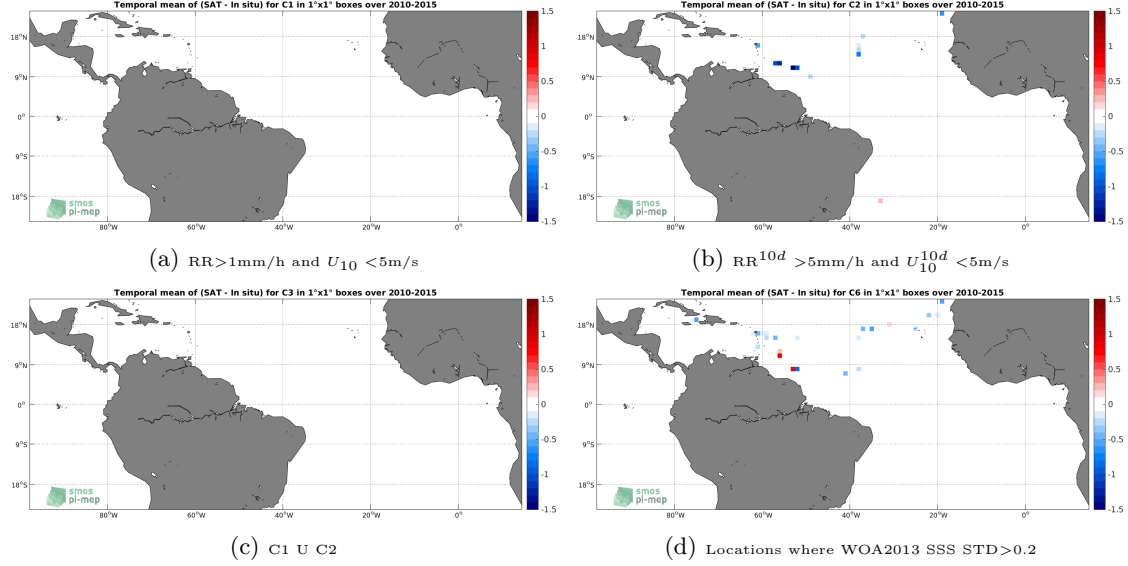 Temporal mean of (SAT - In situ) for C1 in 1°x1° boxes over 2010-2015
18°N
9°N
0°
9°S
18°S
80°W
60°W
40°W
20°W
0°
1.5
1
0.5
0
-0.5
-1
-1.5
smos
pi-mep
(a) RR>1mm/h and U10 <5m/s
Temporal mean of (SAT - In situ) for C2 in 1°x1° boxes over 2010-2015
18°N
9°N
0°
9°S
18°S
80°W
60°W
40°W
20°W
0°
1.5
1
0.5
0
-0.5
-1
-1.5
smos
pi-mep
(b) RR10d >5mm/h and U10 10d <5m/s
Temporal mean of (SAT - In situ) for C3 in 1°x1° boxes over 2010-2015
18°N
9°N
0°
9°S
18°S
80°W
60°W
40°W
20°W
0°
1.5
1
0.5
0
-0.5
-1
-1.5
smos
pi-mep
(c) C1 U C2
Temporal mean of (SAT - In situ) for C6 in 1°x1° boxes over 2010-2015
18°N
9°N
0°
9°S
18°S
80°W
60°W
40°W
20°W
0°
1.5
1
0.5
0
-0.5
-1
-1.5
smos
pi-mep
(d) Locations where WOA2013 SSS STD>0.2